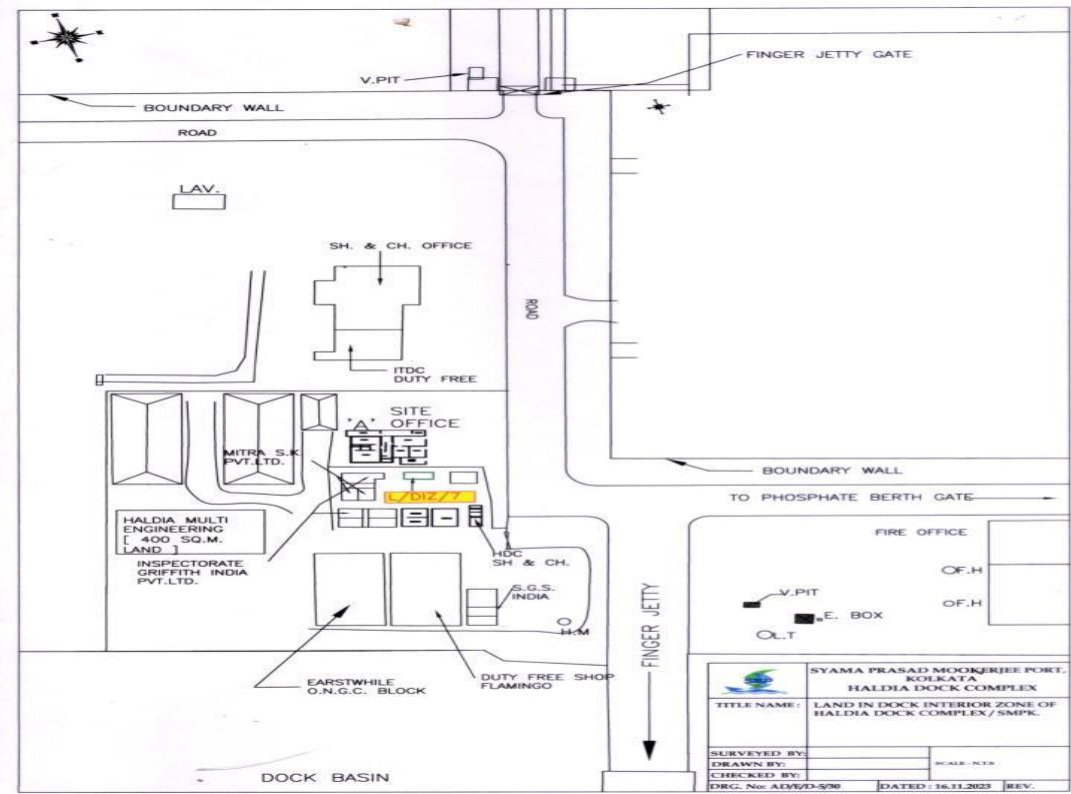 FINGER JETTY GATE
V.PIT
BOUNDARY WALL
ROAD
LAV.
SH. & CH. OFFICE
ROAD
ITDC
DUTY FREE
SITE
"A" OFFICE
MITRA S.K.
PVT.LTD.
BOUNDARY WALL
L/DIZ/7
TO PHOSPHATE BERTH GATE
HALDIA MULTI
ENGINEERING
[ 400 SQ.M.
LAND ]
FIRE OFFICE
HDC
SH & CH.
INSPECTORATE
GRIFFITH INDIA
PVT.LTD.
F.H
S.G.S.
INDIA
V.PIT
F.H
E. BOX
H.M
L.T
FINGER JETTY
EARSTWHILE
O.N.G.C. BLOCK
DUTY FREE SHOP
FLAMINGO
DOCK BASIN
SYAMA PRASAD MOOKERJEE PORT,
KOLKATA
HALDIA DOCK COMPLEX
TITLE NAME : LAND IN DOCK INTERIOR ZONE OF
HALDIA DOCK COMPLEX / SMPK.
SURVEYED BY:
DRAWN BY: SCALE - N.T.S
CHECKED BY:
DRG. No: AD/E/D-S/30 DATED : 16.11.2023 REV.